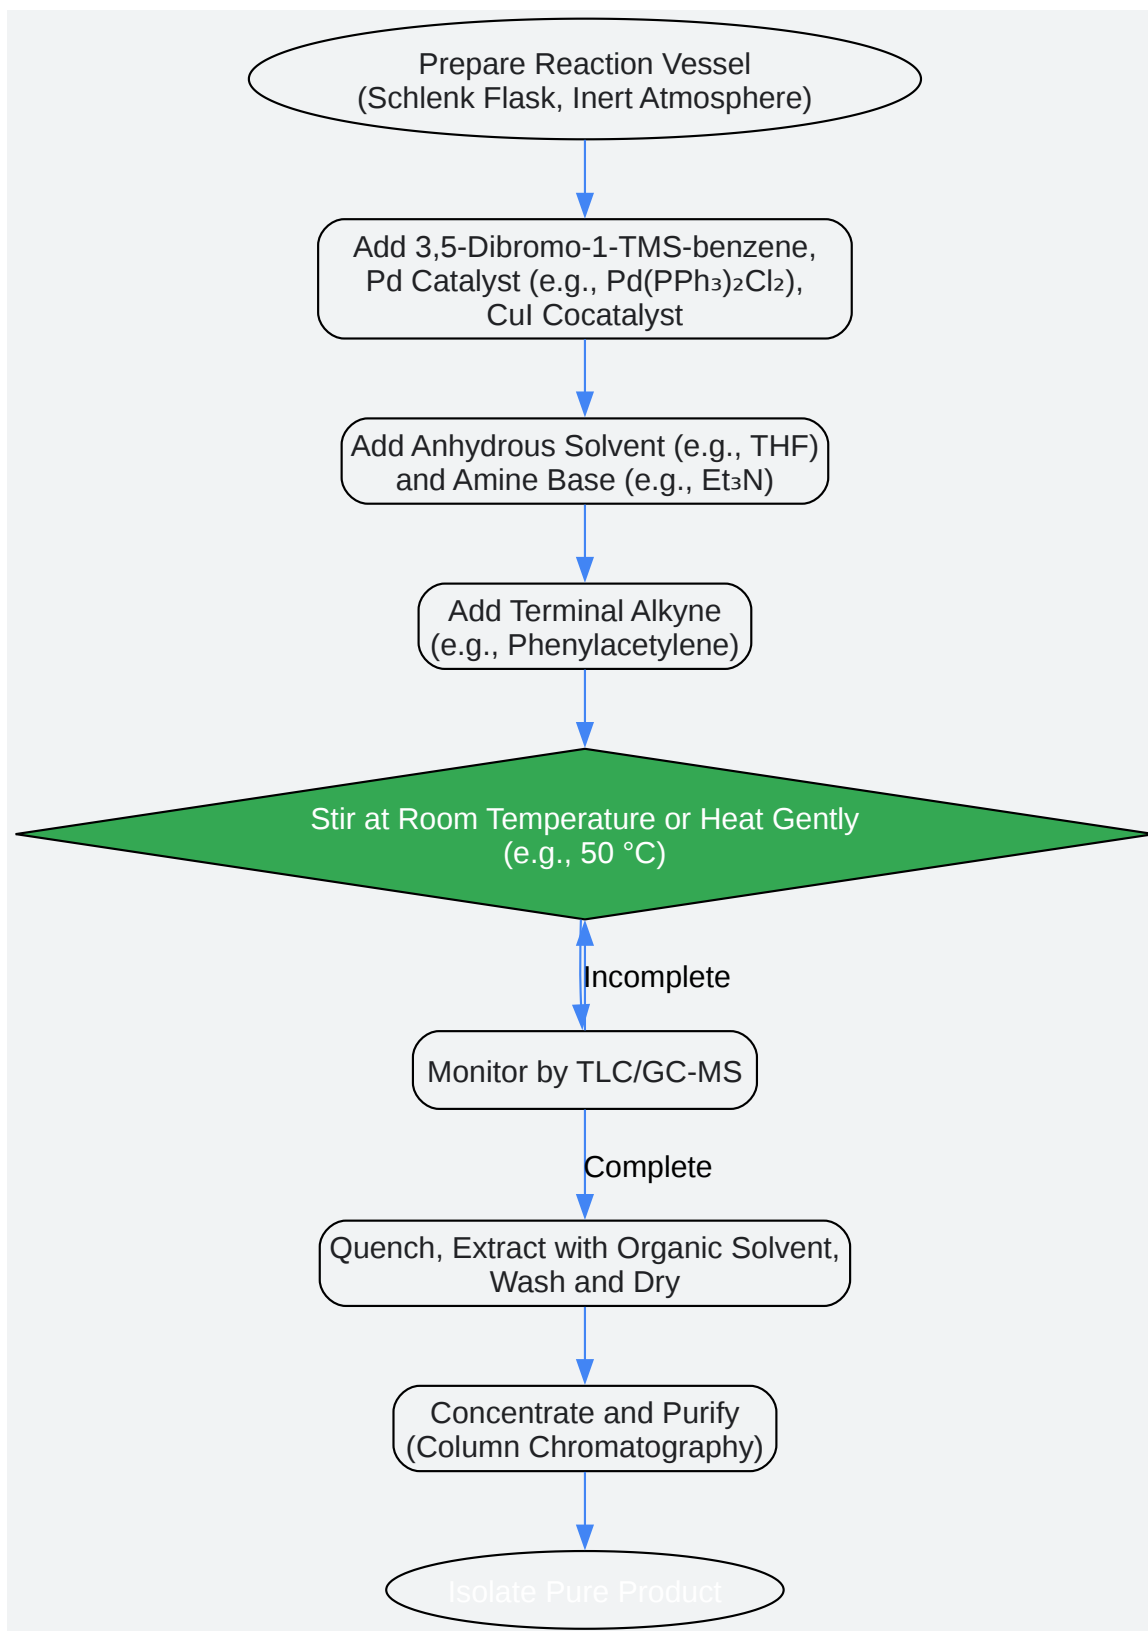 Prepare Reaction Vessel
(Schlenk Flask, Inert Atmosphere)
Add 3,5-Dibromo-1-TMS-benzene,
Pd Catalyst (e.g., Pd(PPh₃)₂Cl₂),
CuI Cocatalyst
Add Anhydrous Solvent (e.g., THF)
and Amine Base (e.g., Et₃N)
Add Terminal Alkyne
(e.g., Phenylacetylene)
Stir at Room Temperature or Heat Gently
(e.g., 50 °C)
Incomplete
Monitor by TLC/GC-MS
Complete
Quench, Extract with Organic Solvent,
Wash and Dry
Concentrate and Purify
(Column Chromatography)
Isolate Pure Product